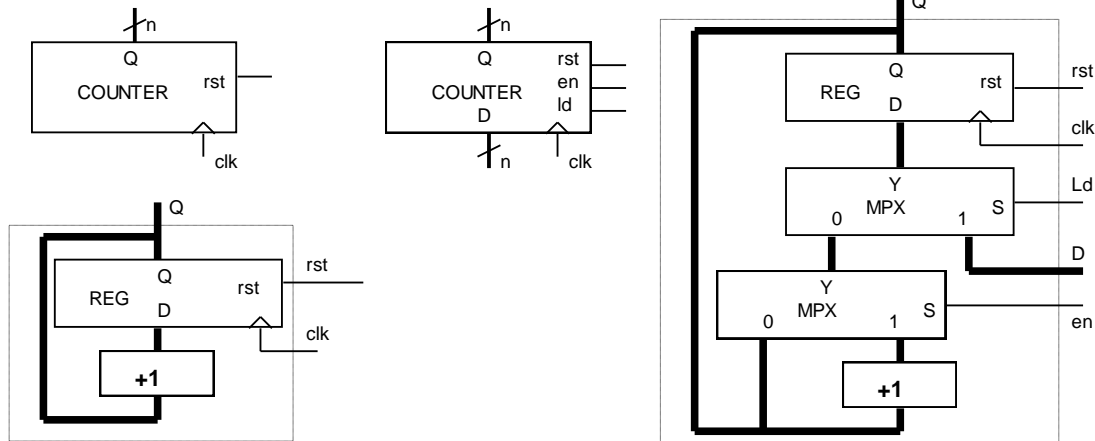 n
Q
rst
COUNTER
clk
n
Q
rst
COUNTER
en
ld
D
n
clk
Q
Q
rst
REG
D
rst
clk
+1
Q
Q
REG
rst
D
rst
clk
Y
MPX
S
0
1
Ld
D
Y
MPX
S
0
1
en
+1